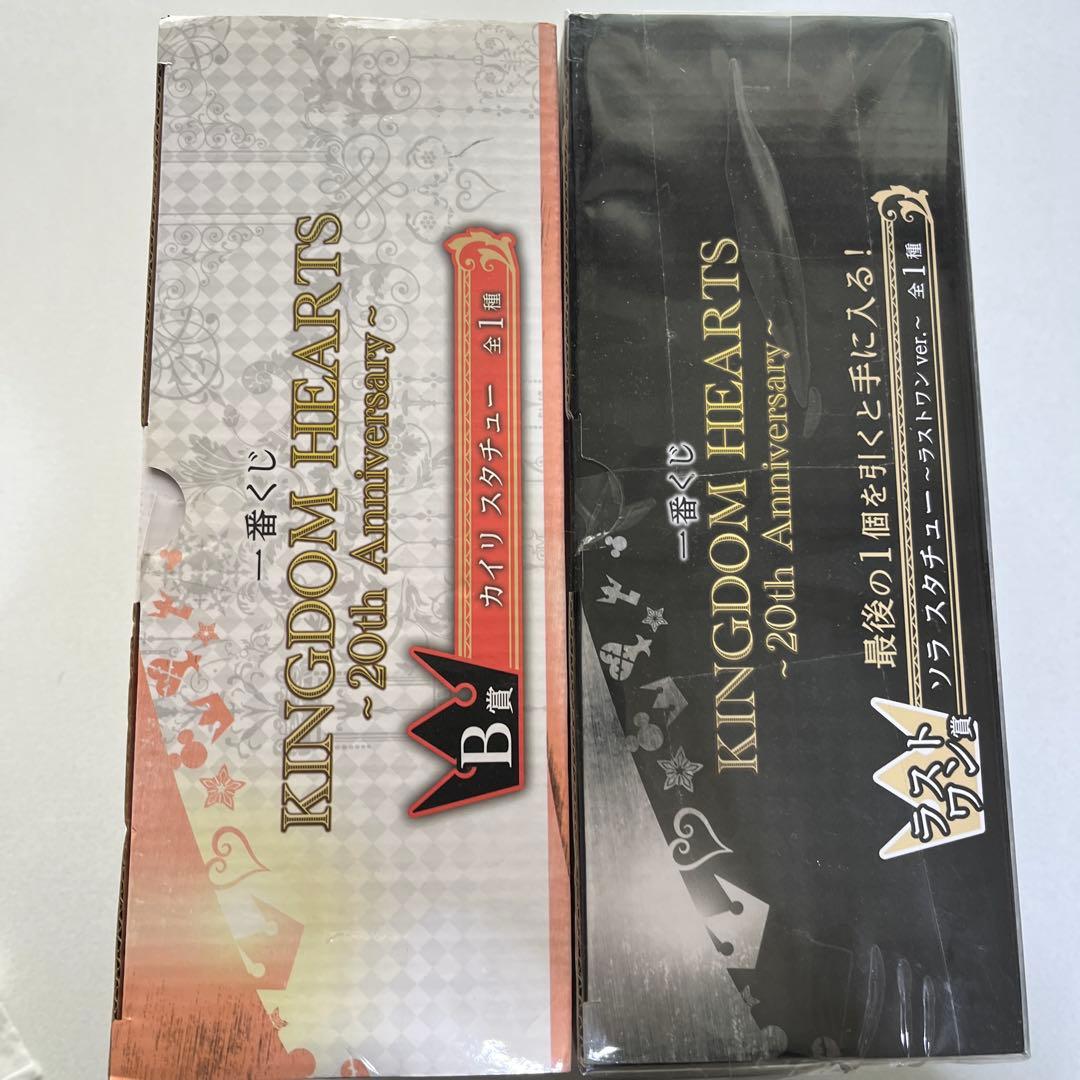 一番くじ
KINGDOM HEARTS
~20th Anniversary~
B賞
カイリ スタチュー 全1種
一番くじ
KINGDOM HEARTS
~20th Anniversary~
最後の1個を引くと手に入る!
ラスト
ワン賞
ソラ スタチュー ~ラストワンver.~ 全1種